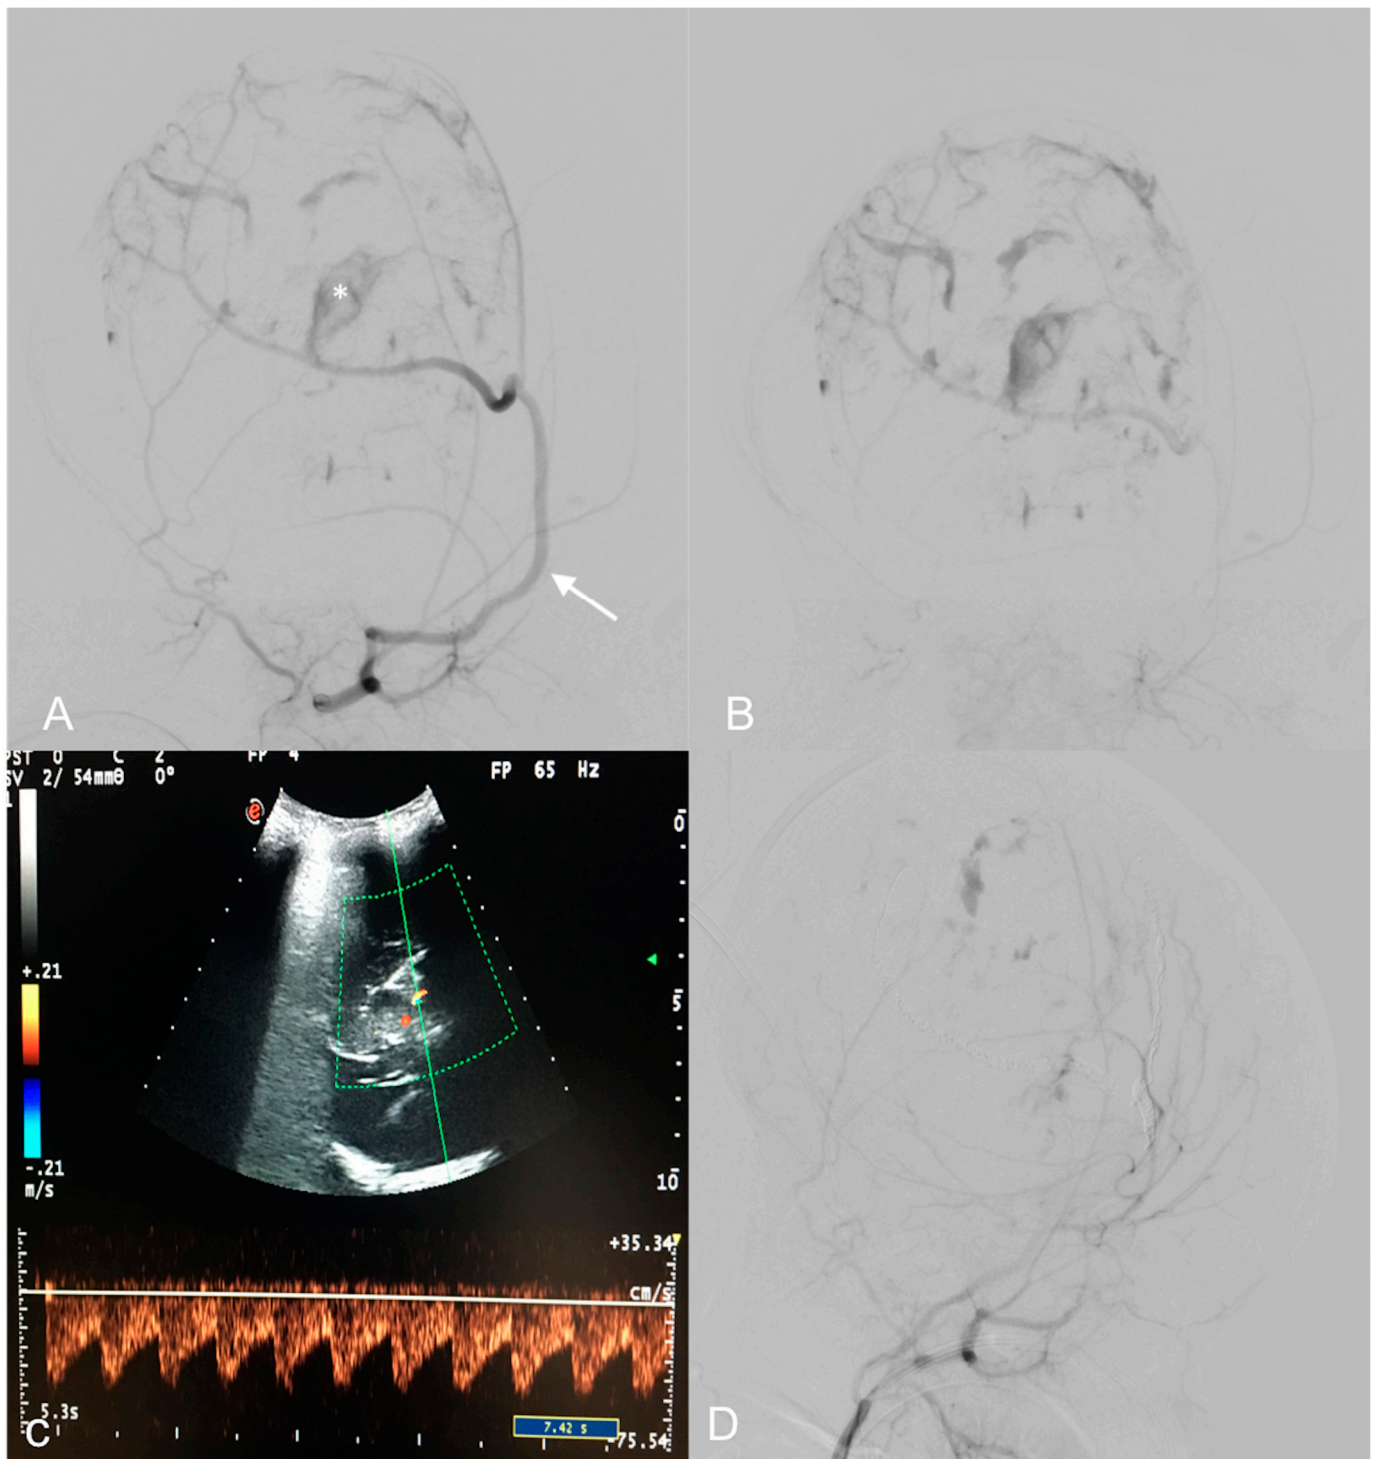 *
A
B
PST 0 C 2 FP 4
SV 2/ 54mmθ 0°
FP 65 Hz
e
0
+.21
5
-.21
m/s
10
+35.34
cm/s
5.3s
7.42 S
-75.54
C
D